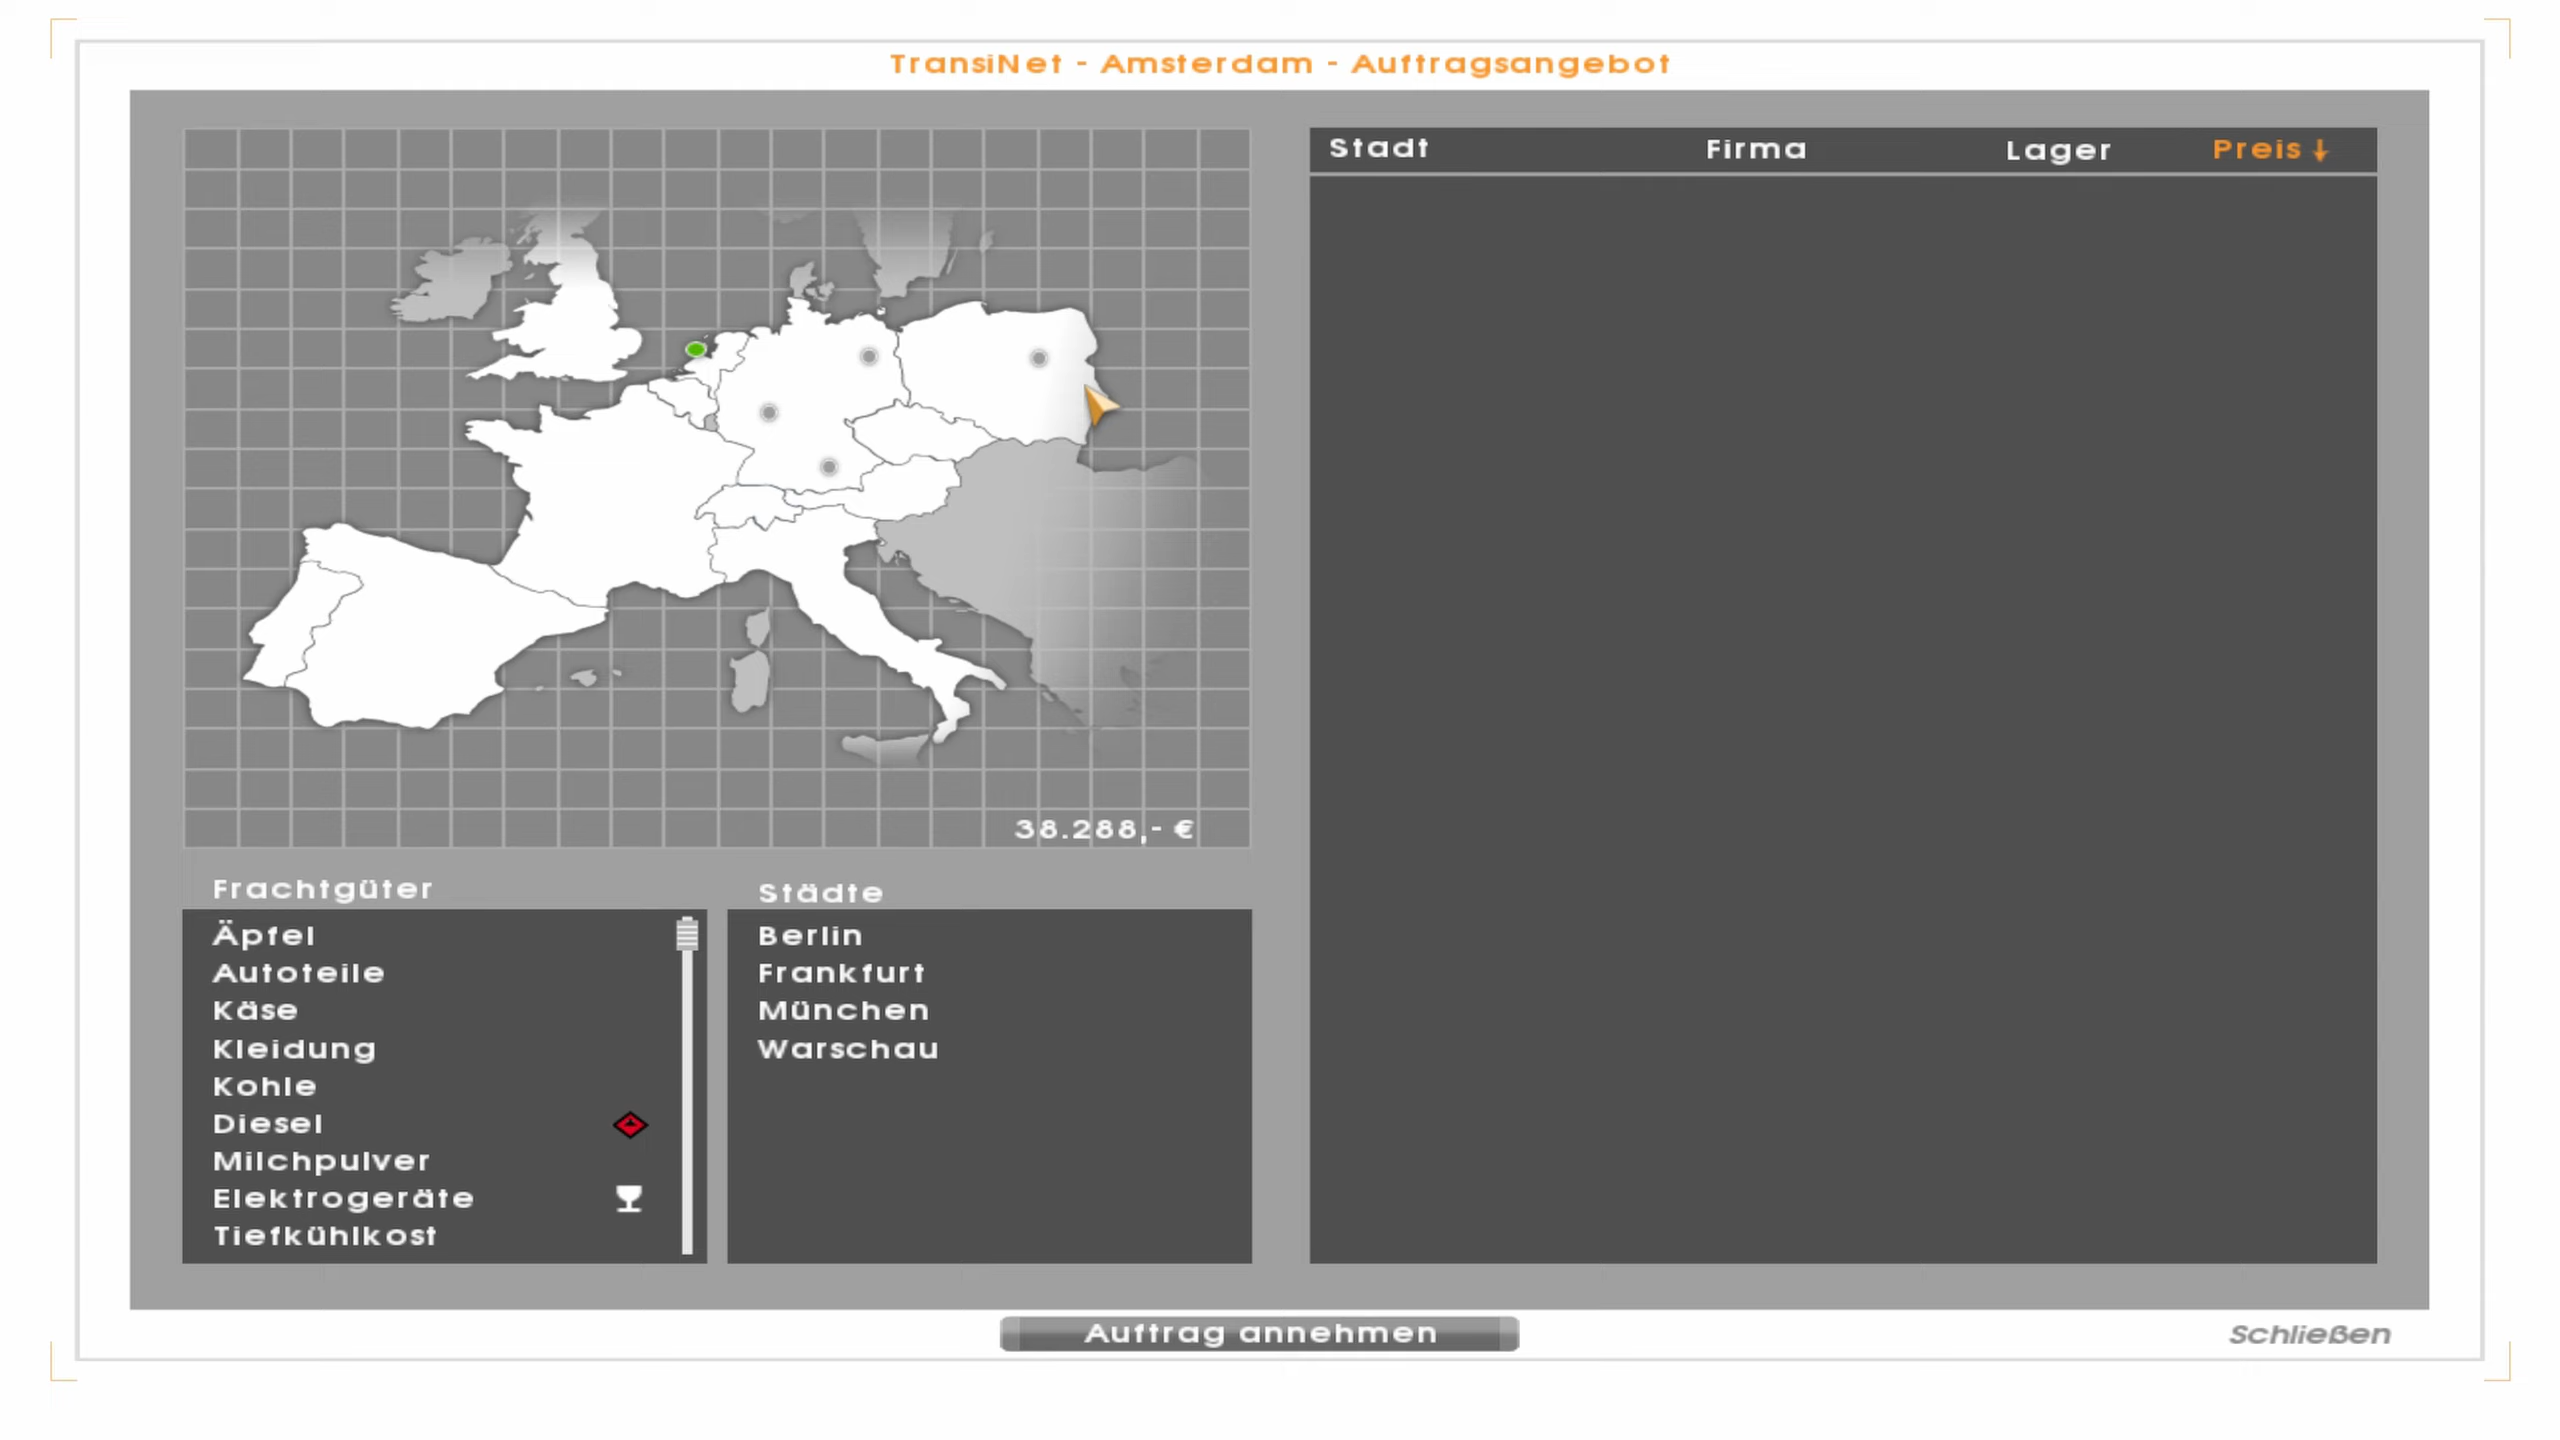 TransiNet - Amsterdam - Auftragsangebot
Stadt Firma Lager Preis ↓
38.288,- €
Frachtgüter
Äpfel
Autoteile
Käse
Kleidung
Kohle
Diesel
Milchpulver
Elektrogeräte
Tiefkühlkost
Städte
Berlin
Frankfurt
München
Warschau
Auftrag annehmen
Schließen